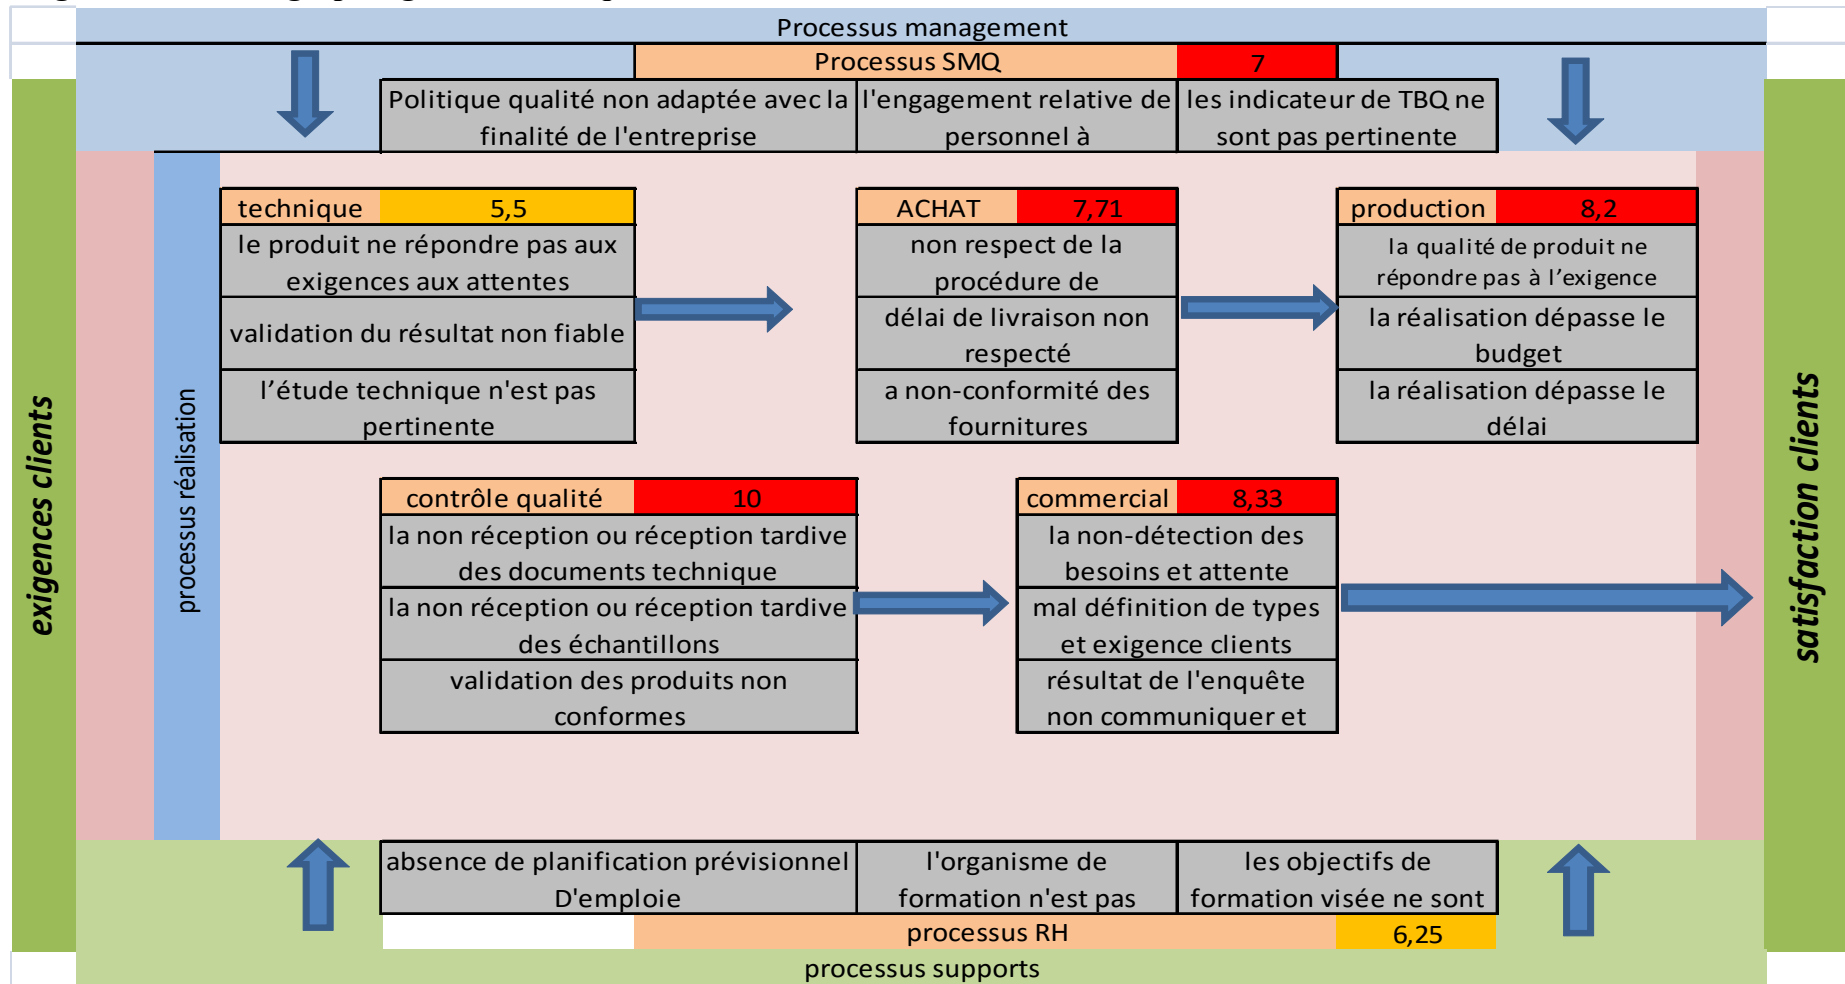 Processus management
Processus SMQ 7
Politique qualité non adaptée avec la
finalité de l'entreprise
l'engagement relative de
personnel à
les indicateur de TBQ ne
sont pas pertinente
exigences clients
processus réalisation
technique 5,5
le produit ne répondre pas aux
exigences aux attentes
validation du résultat non fiable
l’étude technique n'est pas
pertinente
ACHAT 7,71
non respect de la
procédure de
délai de livraison non
respecté
a non-conformité des
fournitures
production 8,2
la qualité de produit ne
répondre pas à l’exigence
la réalisation dépasse le
budget
la réalisation dépasse le
délai
contrôle qualité 10
la non réception ou réception tardive
des documents technique
la non réception ou réception tardive
des échantillons
validation des produits non
conformes
commercial 8,33
la non-détection des
besoins et attente
mal définition de types
et exigence clients
résultat de l'enquête
non communiquer et
satisfaction clients
absence de planification prévisionnel
D'emploie
l'organisme de
formation n'est pas
les objectifs de
formation visée ne sont
processus RH 6,25
processus supports